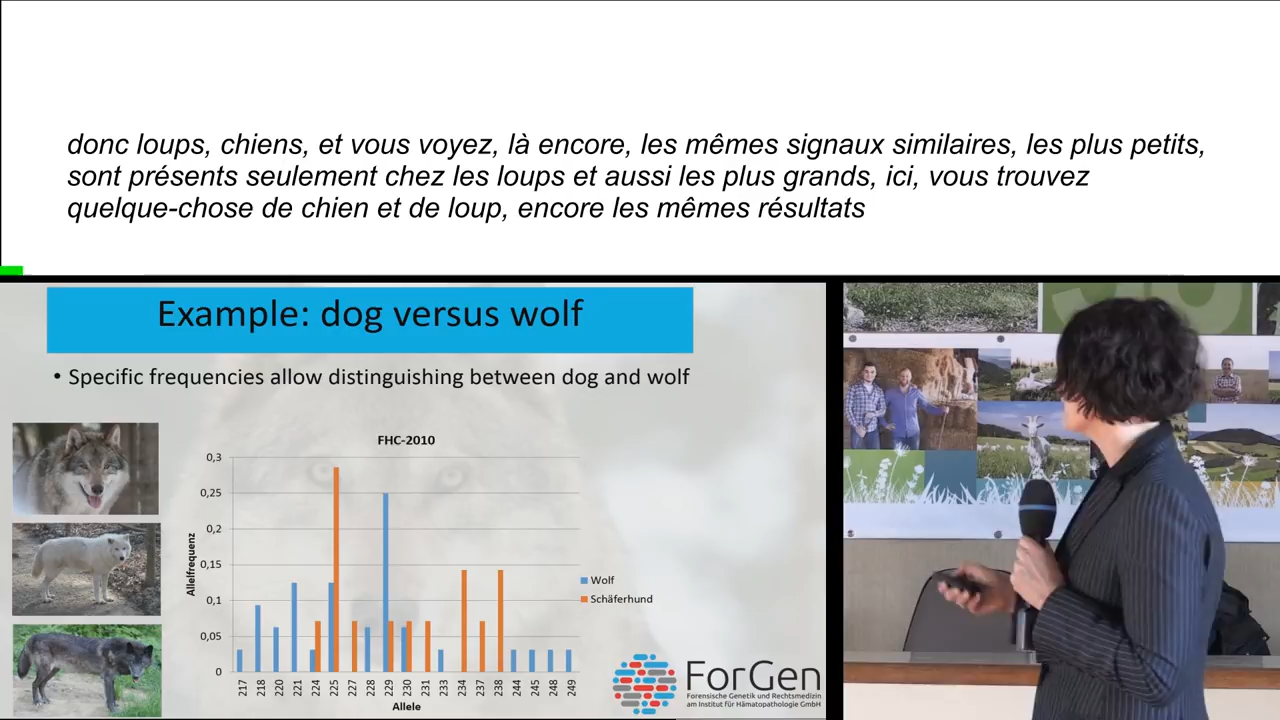 donc loups, chiens, et vous voyez, là encore, les mêmes signaux similaires, les plus petits,
sont présents seulement chez les loups et aussi les plus grands, ici, vous trouvez
quelque-chose de chien et de loup, encore les mêmes résultats
Example: dog versus wolf
• Specific frequencies allow distinguishing between dog and wolf
FHC-2010
0,3
0,25
0,2
0,15
0,1
0,05
0
Allelfrequenz
217 218 220 221 224 225 227 228 229 230 231 233 234 237 238 244 245 248 249
Allele
Wolf
Schäferhund
ForGen
Forensische Genetik und Rechtsmedizin
am Institut für Hämatopathologie GmbH